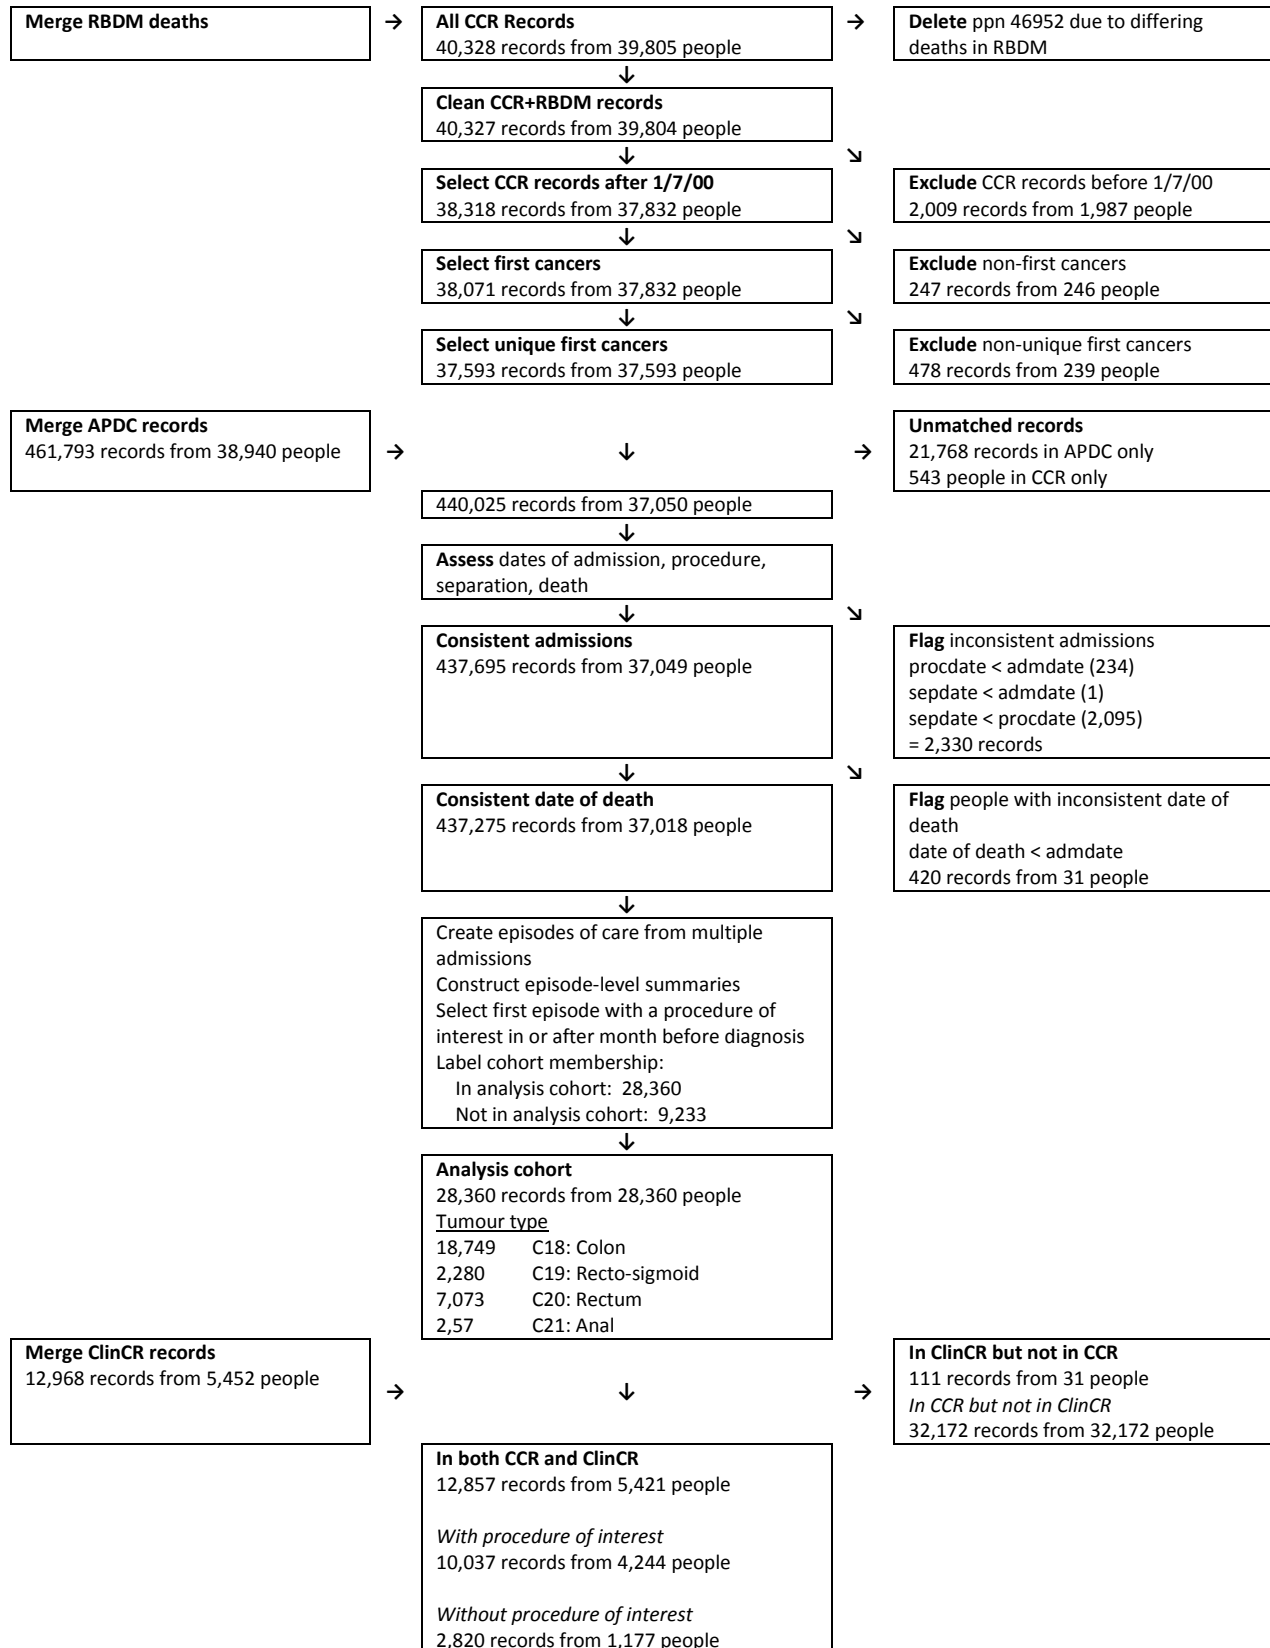 Merge RBDM deaths
→
All CCR Records
40,328 records from 39,805 people
→
Delete ppn 46952 due to differing
deaths in RBDM
↓
Clean CCR+RBDM records
40,327 records from 39,804 people
↓
↘
Select CCR records after 1/7/00
38,318 records from 37,832 people
Exclude CCR records before 1/7/00
2,009 records from 1,987 people
↓
↘
Select first cancers
38,071 records from 37,832 people
Exclude non-first cancers
247 records from 246 people
↓
↘
Select unique first cancers
37,593 records from 37,593 people
Exclude non-unique first cancers
478 records from 239 people
Merge APDC records
461,793 records from 38,940 people
→
↓
→
Unmatched records
21,768 records in APDC only
543 people in CCR only
440,025 records from 37,050 people
↓
Assess dates of admission, procedure,
separation, death
↓
↘
Consistent admissions
437,695 records from 37,049 people
Flag inconsistent admissions
procdate < admdate (234)
sepdate < admdate (1)
sepdate < procdate (2,095)
= 2,330 records
↓
↘
Consistent date of death
437,275 records from 37,018 people
Flag people with inconsistent date of
death
date of death < admdate
420 records from 31 people
↓
Create episodes of care from multiple
admissions
Construct episode-level summaries
Select first episode with a procedure of
interest in or after month before diagnosis
Label cohort membership:
In analysis cohort: 28,360
Not in analysis cohort: 9,233
↓
Analysis cohort
28,360 records from 28,360 people
Tumour type
18,749 C18: Colon
2,280 C19: Recto-sigmoid
7,073 C20: Rectum
2,57 C21: Anal
Merge ClinCR records
12,968 records from 5,452 people
→
↓
→
In ClinCR but not in CCR
111 records from 31 people
In CCR but not in ClinCR
32,172 records from 32,172 people
In both CCR and ClinCR
12,857 records from 5,421 people
With procedure of interest
10,037 records from 4,244 people
Without procedure of interest
2,820 records from 1,177 people